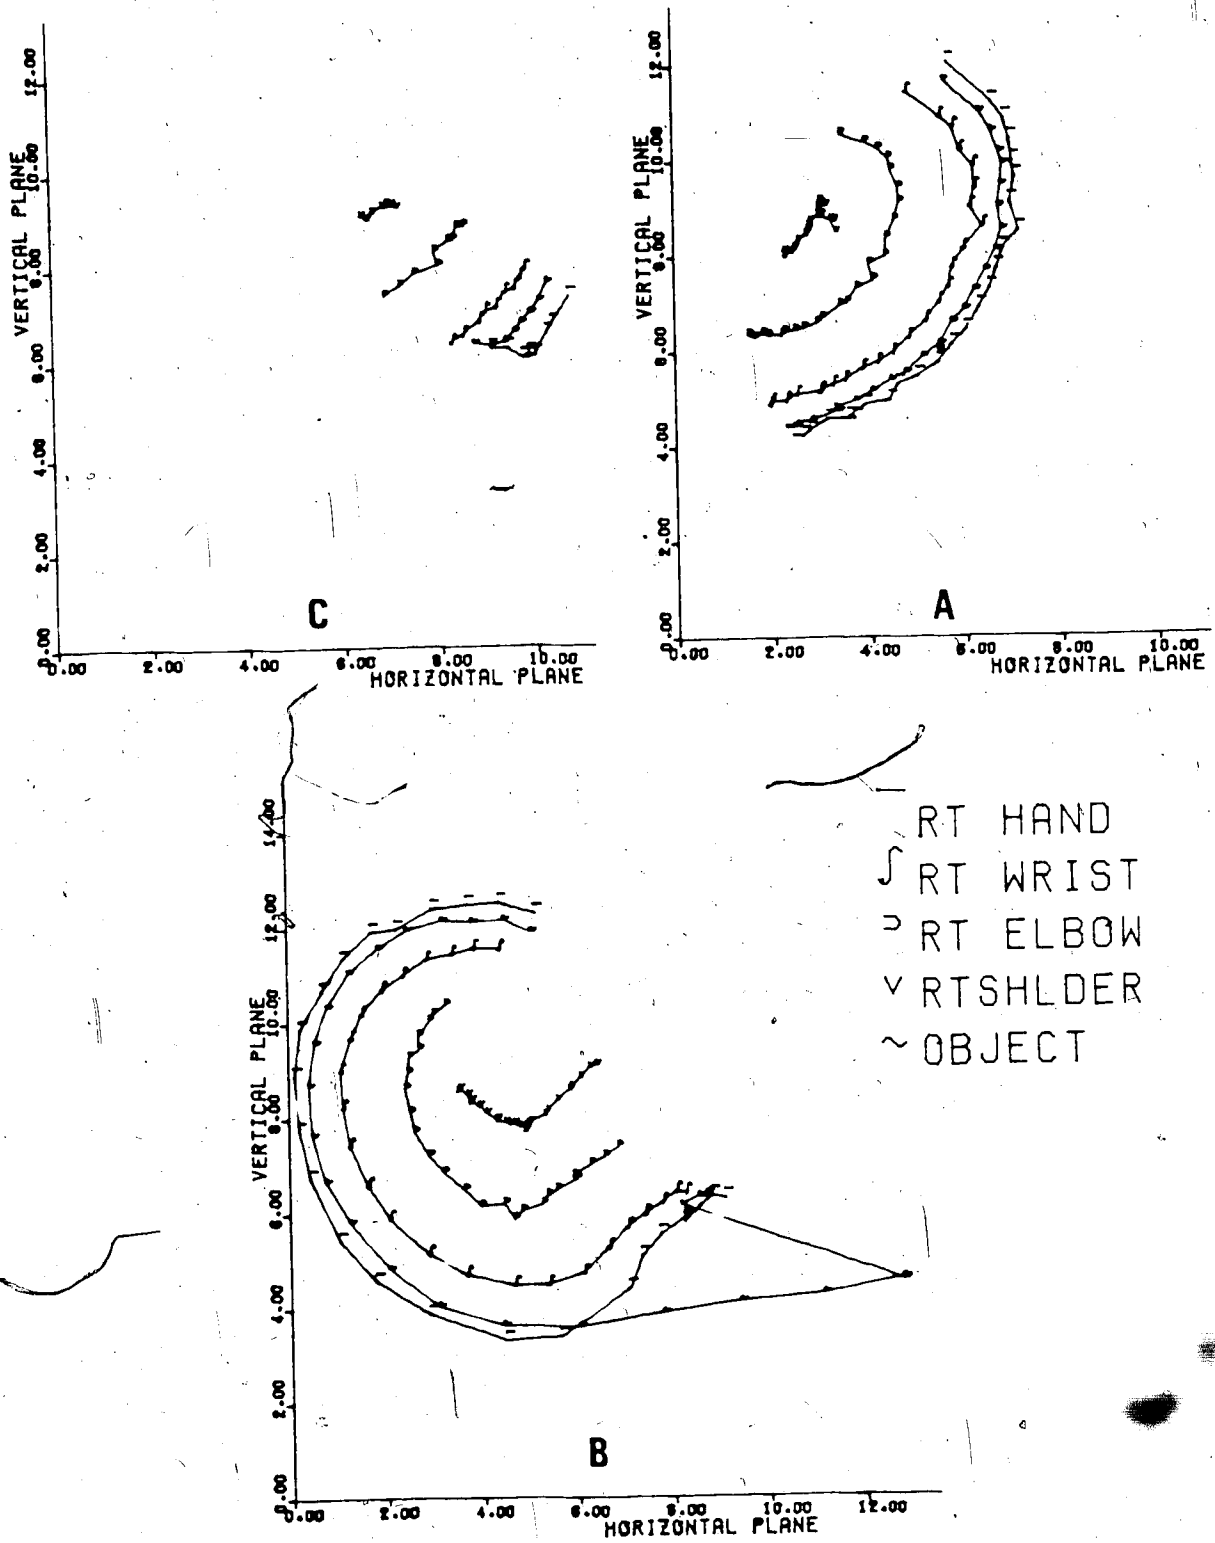 VERTICAL PLANE
12.00
10.00
8.00
6.00
4.00
2.00
0.00
C
0.00 2.00 4.00 6.00 8.00 10.00
HORIZONTAL PLANE
VERTICAL PLANE
12.00
10.00
8.00
6.00
4.00
2.00
0.00
A
0.00 2.00 4.00 6.00 8.00 10.00
HORIZONTAL PLANE
RT HAND
RT WRIST
RT ELBOW
RTSHLDER
~ OBJECT
VERTICAL PLANE
14.00
12.00
10.00
8.00
6.00
4.00
2.00
0.00
B
0.00 2.00 4.00 6.00 8.00 10.00 12.00
HORIZONTAL PLANE